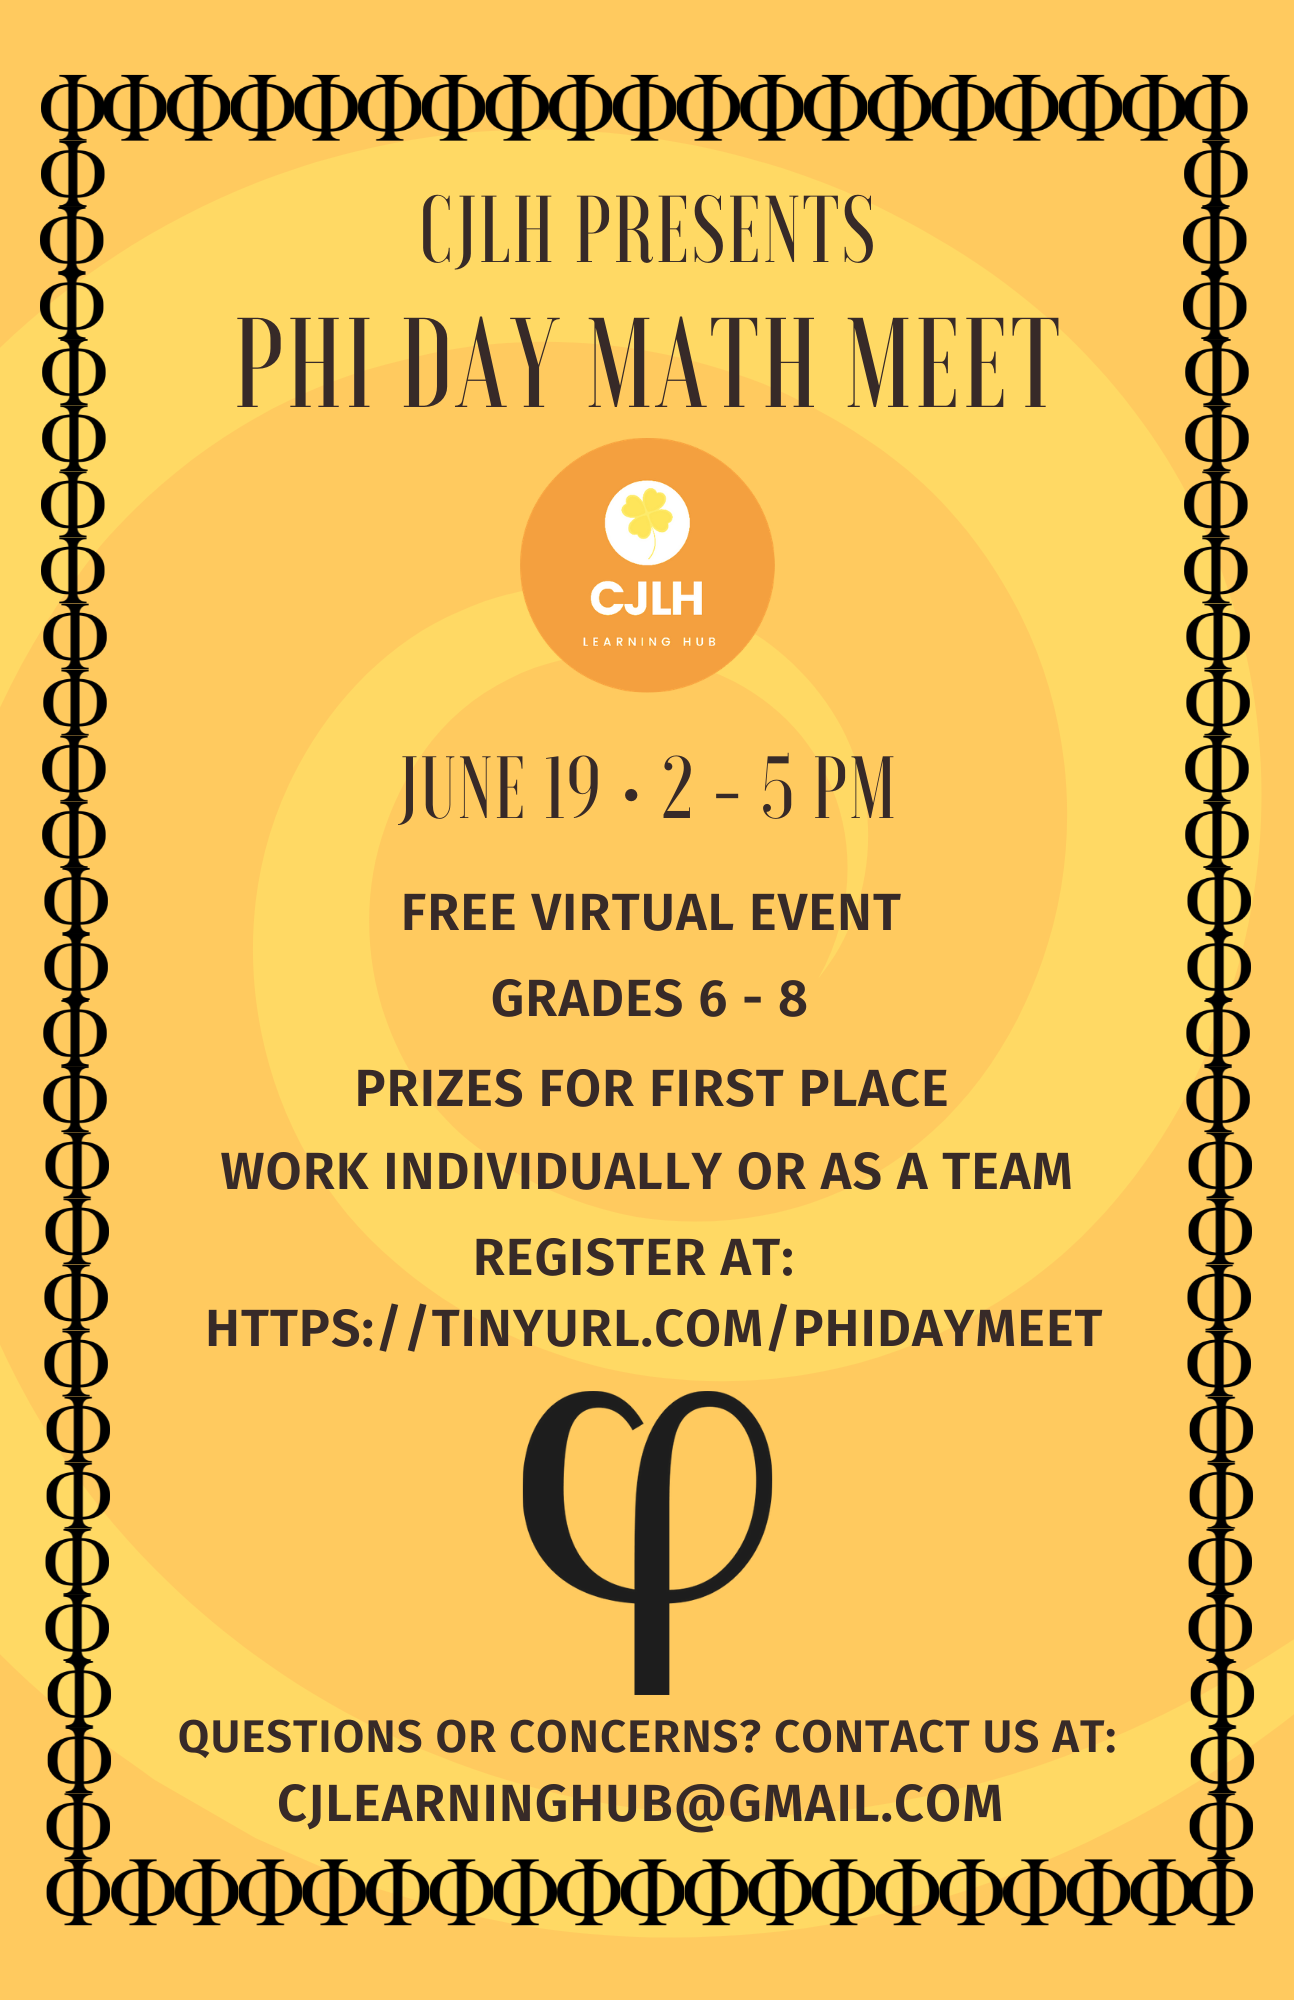 CJLH PRESENTS
PHI DAY MATH MEET
CJLH
LEARNING HUB
JUNE 19 • 2 - 5 PM
FREE VIRTUAL EVENT
GRADES 6 - 8
PRIZES FOR FIRST PLACE
WORK INDIVIDUALLY OR AS A TEAM
REGISTER AT:
HTTPS://TINYURL.COM/PHIDAYMEET
φ
QUESTIONS OR CONCERNS? CONTACT US AT:
CJLEARNINGHUB@GMAIL.COM